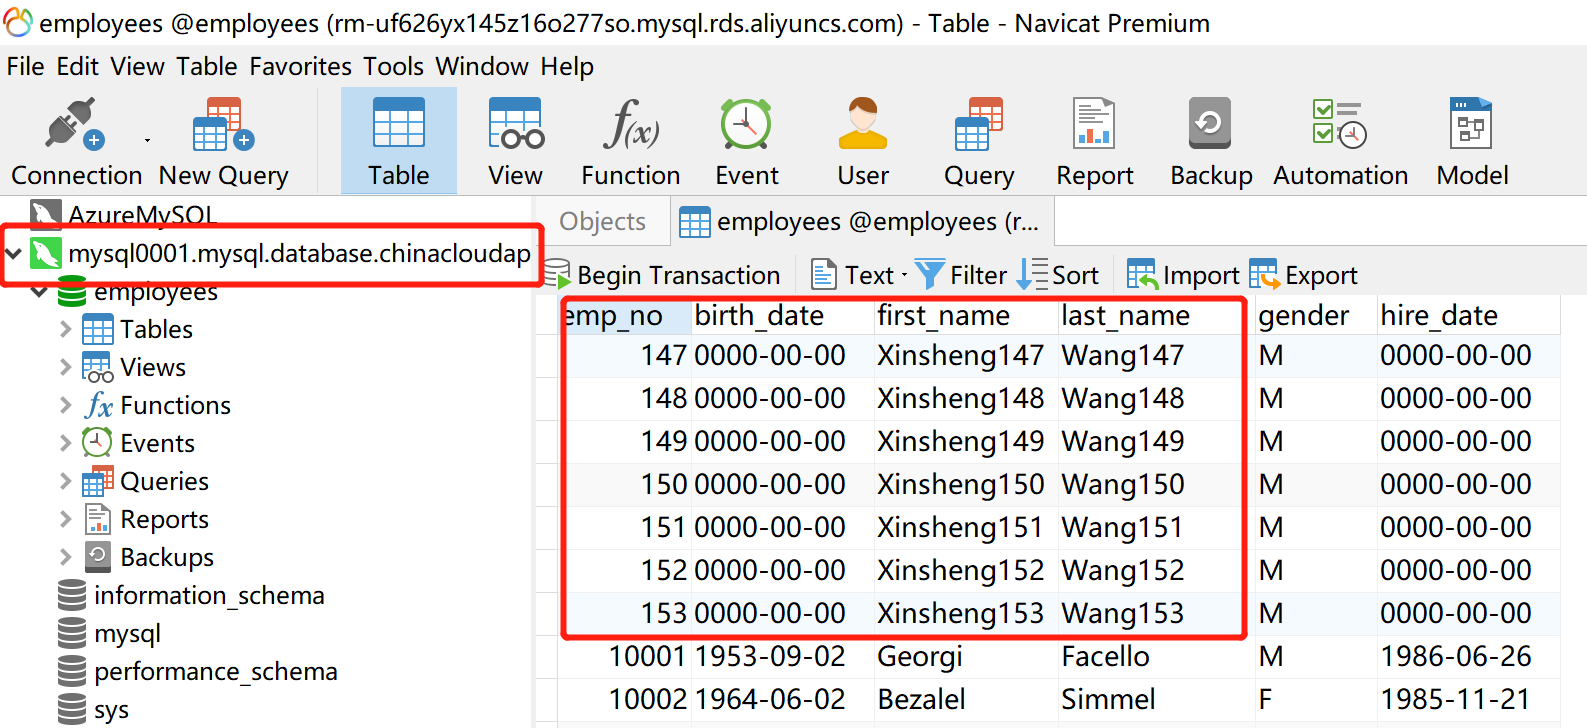 employees @employees (rm-uf626yx145z16o277so.mysql.rds.aliyuncs.com) - Table - Navicat Premium
File Edit View Table Favorites Tools Window Help
Connection New Query Table View Function Event User Query Report Backup Automation Model
f(x)
AzureMySQL
mysql0001.mysql.database.chinacloudap
employees
Tables
Views
fx Functions
Events
Queries
Reports
Backups
information_schema
mysql
performance_schema
sys
Objects employees @employees (r...
Begin Transaction Text Filter Sort Import Export
emp_no birth_date first_name last_name gender hire_date
147 0000-00-00 Xinsheng147 Wang147 M 0000-00-00
148 0000-00-00 Xinsheng148 Wang148 M 0000-00-00
149 0000-00-00 Xinsheng149 Wang149 M 0000-00-00
150 0000-00-00 Xinsheng150 Wang150 M 0000-00-00
151 0000-00-00 Xinsheng151 Wang151 M 0000-00-00
152 0000-00-00 Xinsheng152 Wang152 M 0000-00-00
153 0000-00-00 Xinsheng153 Wang153 M 0000-00-00
10001 1953-09-02 Georgi Facello M 1986-06-26
10002 1964-06-02 Bezalel Simmel F 1985-11-21